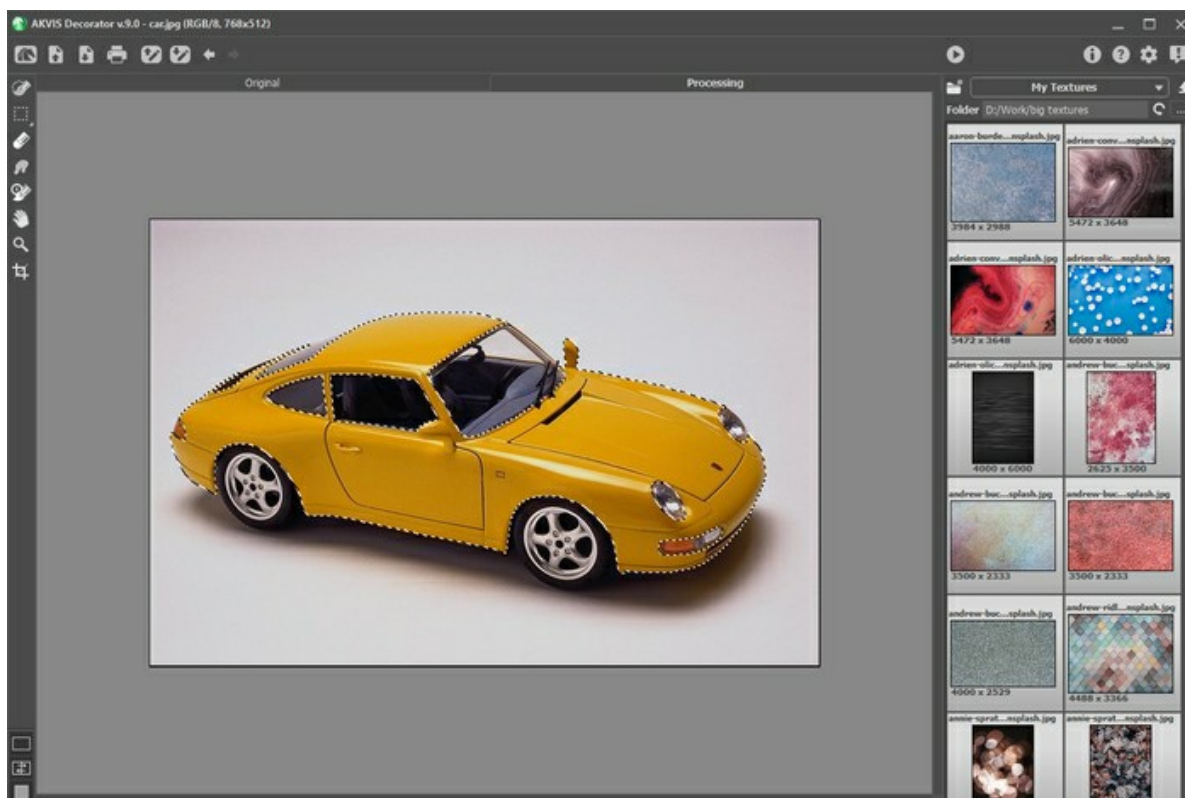 AKVIS Decorator v.9.0 - car.jpg (RGB/8, 768x512)
Original
Processing
My Textures
Folder D:/Work/big textures
aaron-burde...nsplash.jpg
adrien-conv...nsplash.jpg
3984 x 2988
5472 x 3648
adrien-conv...nsplash.jpg
adrien-olic...nsplash.jpg
5472 x 3648
6000 x 4000
adrien-olic...nsplash.jpg
andrew-buc...splash.jpg
4000 x 6000
2625 x 3500
andrew-buc...splash.jpg
andrew-buc...splash.jpg
3500 x 2333
3500 x 2333
andrew-buc...splash.jpg
andrew-ridl...nsplash.jpg
4000 x 2529
4488 x 3366
annie-sprat...nsplash.jpg
annie-sprat...nsplash.jpg